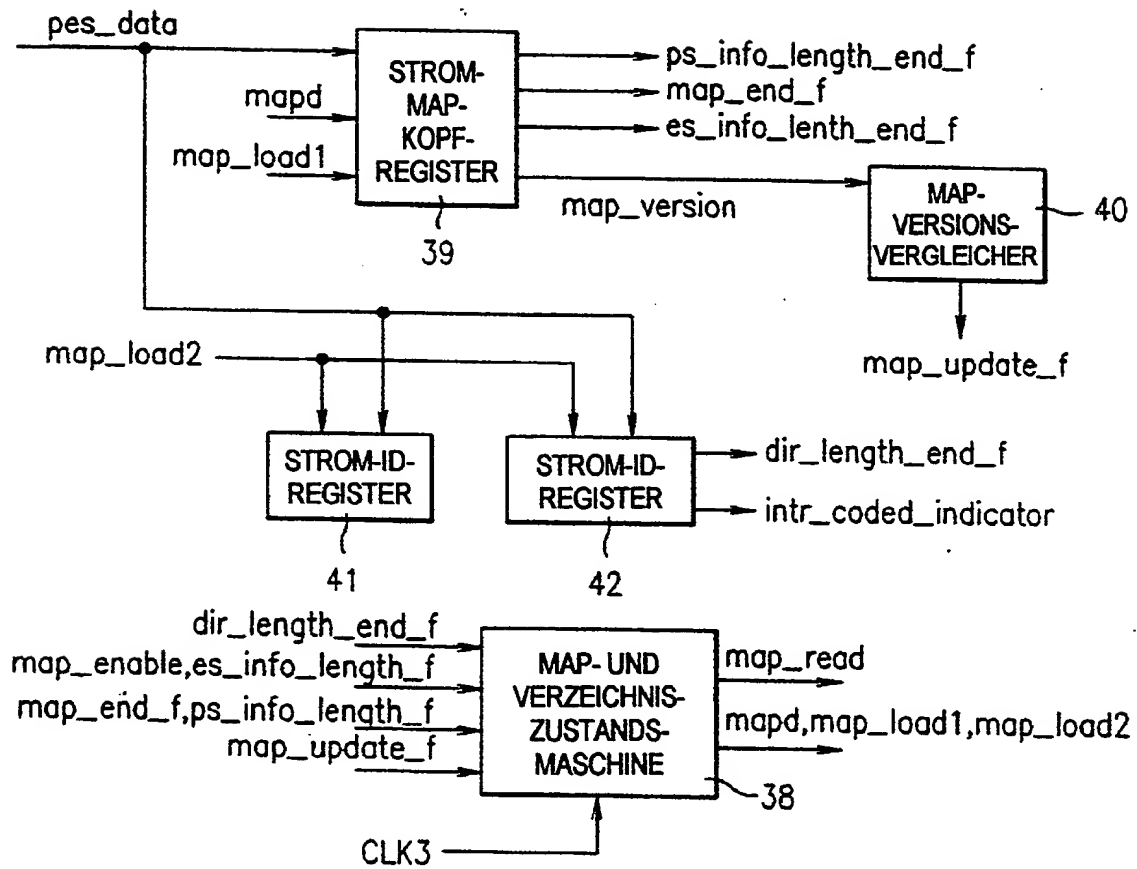 pes_data
mapd
map_load1
STROM-
MAP-
KOPF-
REGISTER
39
ps_info_length_end_f
map_end_f
es_info_lenth_end_f
map_version
MAP-
VERSIONS-
VERGLEICHER
40
map_update_f
map_load2
STROM-ID-
REGISTER
41
STROM-ID-
REGISTER
42
dir_length_end_f
intr_coded_indicator
dir_length_end_f
map_enable,es_info_length_f
map_end_f,ps_info_length_f
map_update_f
MAP- UND
VERZEICHNIS-
ZUSTANDS-
MASCHINE
38
map_read
mapd,map_load1,map_load2
CLK3